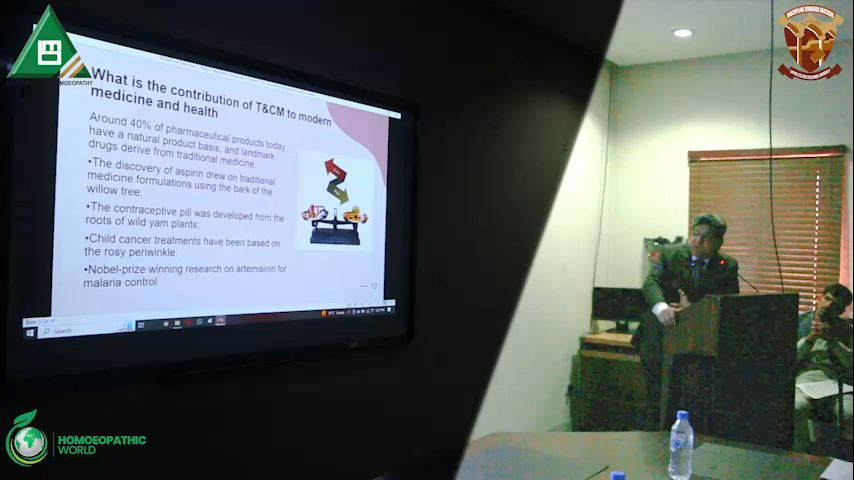 HOMOEOPATHY
DISCIPLINE ENSURES SUCCESS
What is the contribution of T&CM to modern
medicine and health
Around 40% of pharmaceutical products today
have a natural product basis, and landmark
drugs derive from traditional medicine.
•The discovery of aspirin drew on traditional
medicine formulations using the bark of the
willow tree;
•The contraceptive pill was developed from the
roots of wild yam plants;
•Child cancer treatments have been based on
the rosy periwinkle.
•Nobel-prize winning research on artemisinin for
malaria control
— 17
Search
HOMOEOPATHIC
WORLD